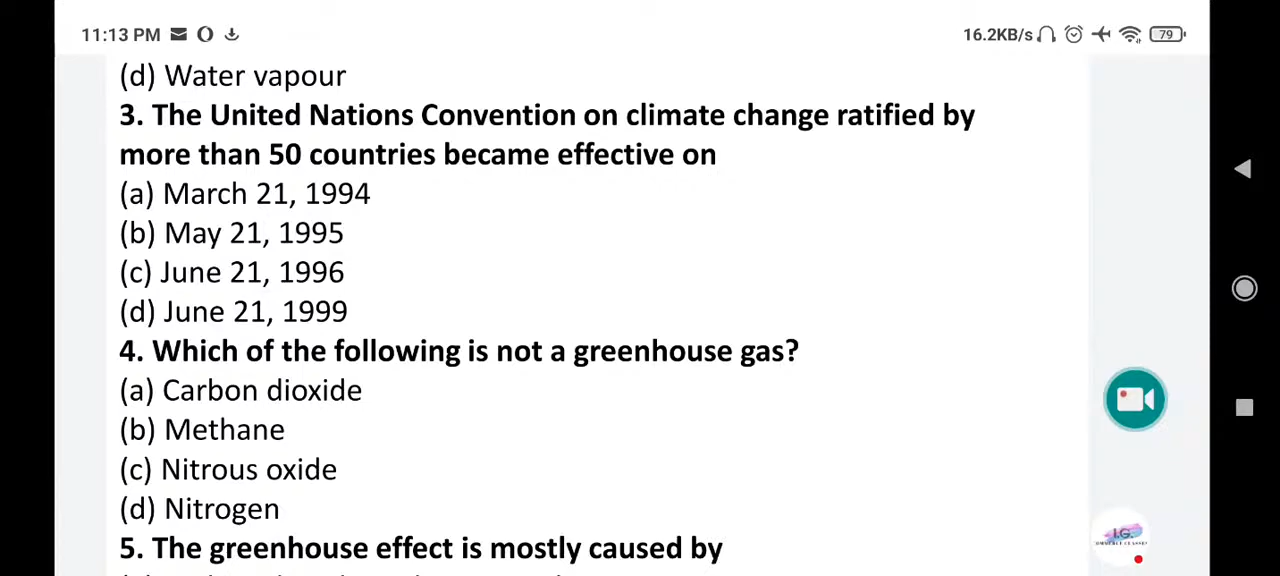 11:13 PM
16.2KB/s
79
(d) Water vapour
3. The United Nations Convention on climate change ratified by
more than 50 countries became effective on
(a) March 21, 1994
(b) May 21, 1995
(c) June 21, 1996
(d) June 21, 1999
4. Which of the following is not a greenhouse gas?
(a) Carbon dioxide
(b) Methane
(c) Nitrous oxide
(d) Nitrogen
I.G.
5. The greenhouse effect is mostly caused by